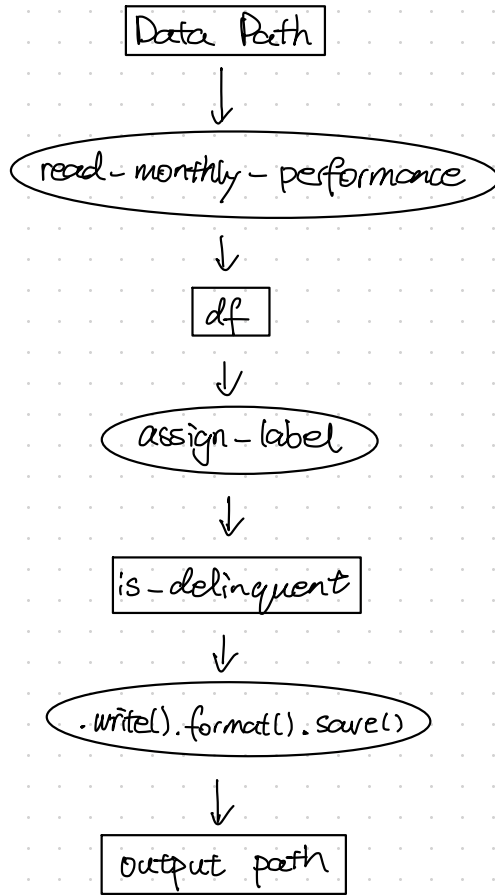 Data Path
read-monthly-performance
df
assign-label
is-delinquent
.write().format().save()
output path